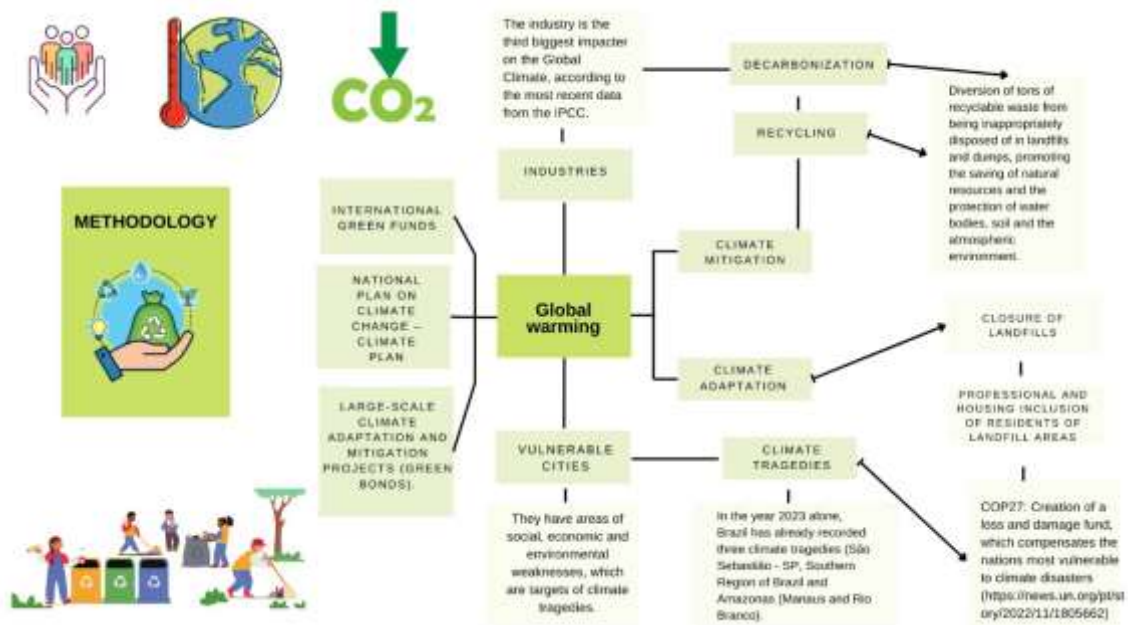 CO2
The industry is the
third biggest impacter
on the Global
Climate, according to
the most recent data
from the IPCC.
DECARBONIZATION
RECYCLING
Diversion of tons of
recyclable waste from
being inappropriately
disposed of in landfills
and dumps, promoting
the saving of natural
resources and the
protection of water
bodies, soil and the
atmospheric
environment.
INDUSTRIES
METHODOLOGY
INTERNATIONAL
GREEN FUNDS
NATIONAL
PLAN ON
CLIMATE
CHANGE –
CLIMATE
PLAN
LARGE-SCALE
CLIMATE
ADAPTATION AND
MITIGATION
PROJECTS (GREEN
BONDS).
Global
warming
CLIMATE
MITIGATION
CLIMATE
ADAPTATION
CLOSURE OF
LANDFILLS
PROFESSIONAL AND
HOUSING INCLUSION
OF RESIDENTS OF
LANDFILL AREAS
VULNERABLE
CITIES
CLIMATE
TRAGEDIES
They have areas of
social, economic and
environmental
weaknesses, which
are targets of climate
tragedies.
In the year 2023 alone,
Brazil has already recorded
three climate tragedies (São
Sebastião - SP, Southern
Region of Brazil and
Amazonas (Manaus and Rio
Branco).
COP27: Creation of a
loss and damage fund,
which compensates the
nations most vulnerable
to climate disasters
(https://news.un.org/pt/st
ory/2022/11/1805662)